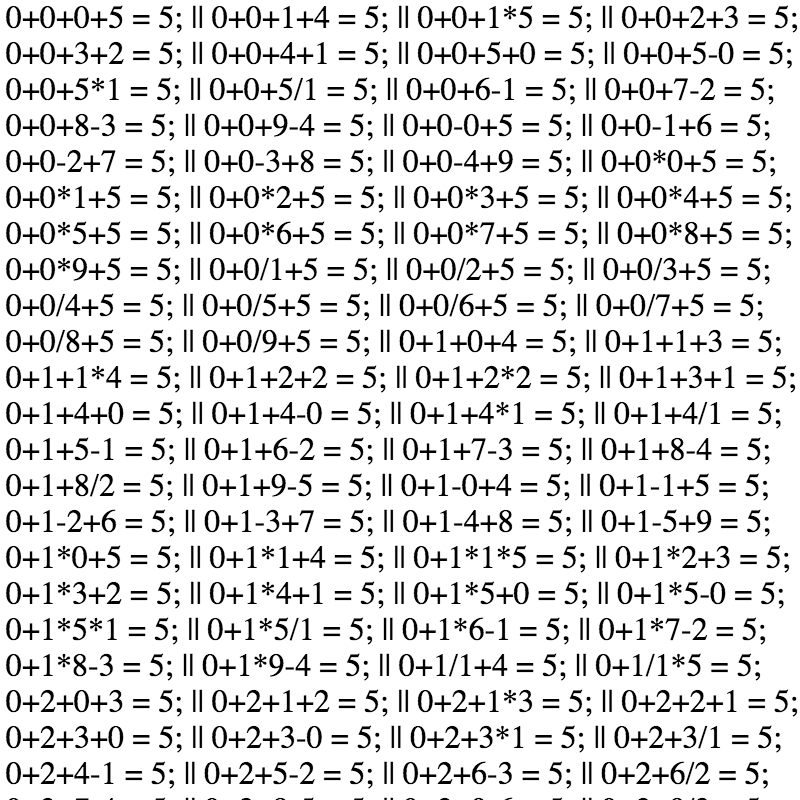 0+0+0+5 = 5; || 0+0+1+4 = 5; || 0+0+1*5 = 5; || 0+0+2+3 = 5;
0+0+3+2 = 5; || 0+0+4+1 = 5; || 0+0+5+0 = 5; || 0+0+5-0 = 5;
0+0+5*1 = 5; || 0+0+5/1 = 5; || 0+0+6-1 = 5; || 0+0+7-2 = 5;
0+0+8-3 = 5; || 0+0+9-4 = 5; || 0+0-0+5 = 5; || 0+0-1+6 = 5;
0+0-2+7 = 5; || 0+0-3+8 = 5; || 0+0-4+9 = 5; || 0+0*0+5 = 5;
0+0*1+5 = 5; || 0+0*2+5 = 5; || 0+0*3+5 = 5; || 0+0*4+5 = 5;
0+0*5+5 = 5; || 0+0*6+5 = 5; || 0+0*7+5 = 5; || 0+0*8+5 = 5;
0+0*9+5 = 5; || 0+0/1+5 = 5; || 0+0/2+5 = 5; || 0+0/3+5 = 5;
0+0/4+5 = 5; || 0+0/5+5 = 5; || 0+0/6+5 = 5; || 0+0/7+5 = 5;
0+0/8+5 = 5; || 0+0/9+5 = 5; || 0+1+0+4 = 5; || 0+1+1+3 = 5;
0+1+1*4 = 5; || 0+1+2+2 = 5; || 0+1+2*2 = 5; || 0+1+3+1 = 5;
0+1+4+0 = 5; || 0+1+4-0 = 5; || 0+1+4*1 = 5; || 0+1+4/1 = 5;
0+1+5-1 = 5; || 0+1+6-2 = 5; || 0+1+7-3 = 5; || 0+1+8-4 = 5;
0+1+8/2 = 5; || 0+1+9-5 = 5; || 0+1-0+4 = 5; || 0+1-1+5 = 5;
0+1-2+6 = 5; || 0+1-3+7 = 5; || 0+1-4+8 = 5; || 0+1-5+9 = 5;
0+1*0+5 = 5; || 0+1*1+4 = 5; || 0+1*1*5 = 5; || 0+1*2+3 = 5;
0+1*3+2 = 5; || 0+1*4+1 = 5; || 0+1*5+0 = 5; || 0+1*5-0 = 5;
0+1*5*1 = 5; || 0+1*5/1 = 5; || 0+1*6-1 = 5; || 0+1*7-2 = 5;
0+1*8-3 = 5; || 0+1*9-4 = 5; || 0+1/1+4 = 5; || 0+1/1*5 = 5;
0+2+0+3 = 5; || 0+2+1+2 = 5; || 0+2+1*3 = 5; || 0+2+2+1 = 5;
0+2+3+0 = 5; || 0+2+3-0 = 5; || 0+2+3*1 = 5; || 0+2+3/1 = 5;
0+2+4-1 = 5; || 0+2+5-2 = 5; || 0+2+6-3 = 5; || 0+2+6/2 = 5;